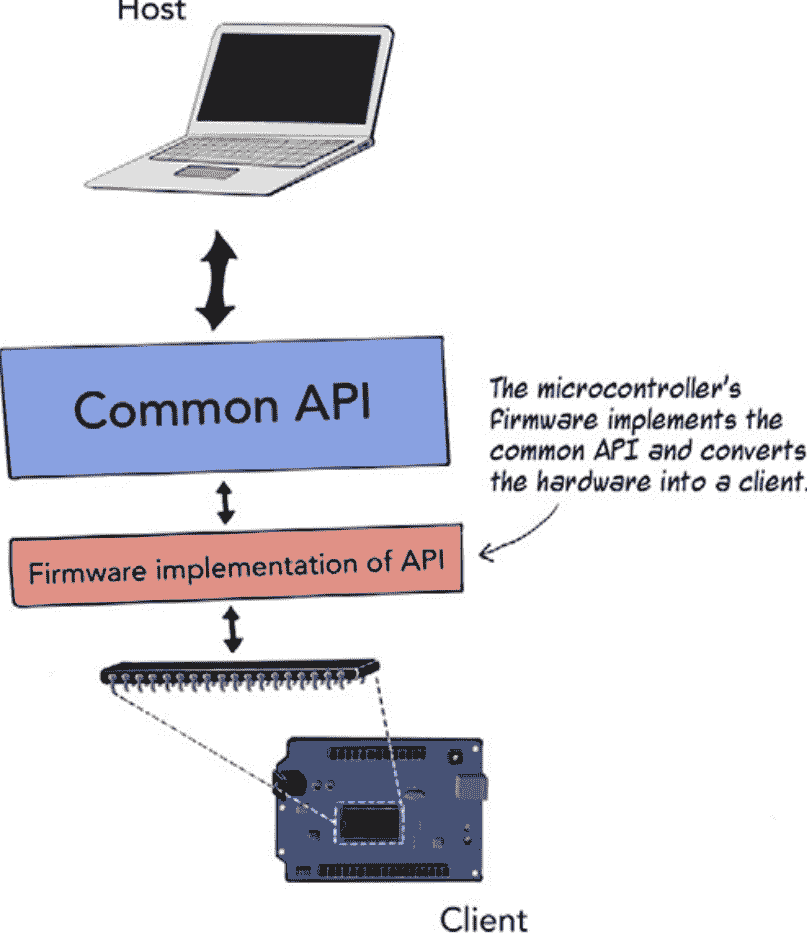 Host
Common API
The microcontroller's
firmware implements the
common API and converts
the hardware into a client.
Firmware implementation of API
Client